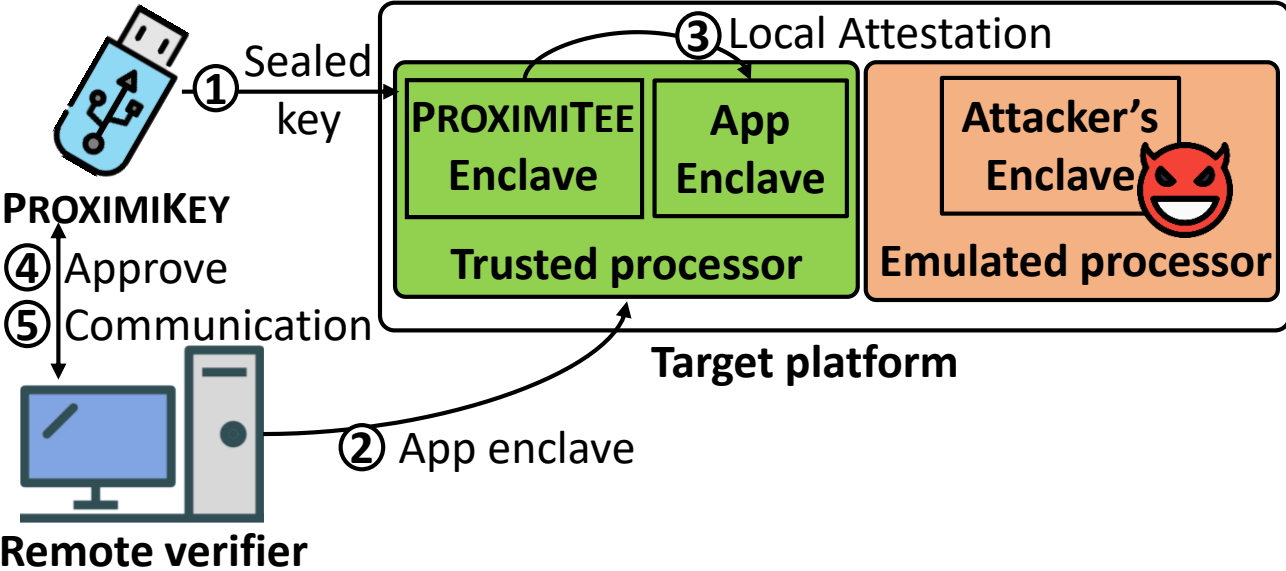 ③ Local Attestation
① Sealed
key
PROXIMITEE
Enclave
App
Enclave
Attacker's
Enclave
Trusted processor
Emulated processor
PROXIMIKEY
④ Approve
⑤ Communication
Target platform
② App enclave
Remote verifier